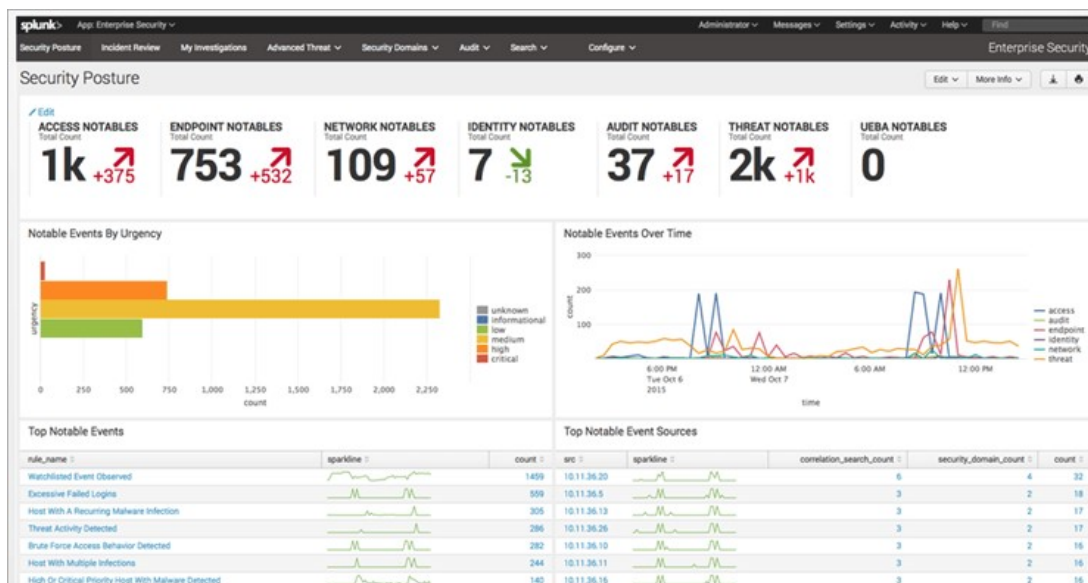 splunk> App: Enterprise Security Administrator Messages Settings Activity Help Find
Security Posture Incident Review My Investigations Advanced Threat Security Domains Audit Search Configure Enterprise Security
Security Posture Edit More Info
Edit
ACCESS NOTABLES ENDPOINT NOTABLES NETWORK NOTABLES IDENTITY NOTABLES AUDIT NOTABLES THREAT NOTABLES UEBA NOTABLES
Total Count Total Count Total Count Total Count Total Count Total Count Total Count
1k +375 753 +532 109 +57 7 -13 37 +17 2k +1k 0
Notable Events By Urgency
urgency
unknown
informational
low
medium
high
critical
0 250 500 750 1,000 1,250 1,500 1,750 2,000 2,250
count
Notable Events Over Time
300
200
100
count
access
audit
endpoint
identity
network
threat
6:00 PM 12:00 AM 6:00 AM 12:00 PM
Tue Oct 6 Wed Oct 7
2015
time
Top Notable Events
rule_name sparkline count
Watchlisted Event Observed 1459
Excessive Failed Logins 559
Host With A Recurring Malware Infection 305
Threat Activity Detected 286
Brute Force Access Behavior Detected 282
Host With Multiple Infections 244
High Or Critical Priority Host With Malware Detected 140
Top Notable Event Sources
src sparkline correlation_search_count security_domain_count count
10.11.36.20 6 4 32
10.11.36.5 3 2 18
10.11.36.13 3 2 17
10.11.36.26 3 2 17
10.11.36.10 3 2 16
10.11.36.11 3 2 16
10.11.36.16 3 2 16